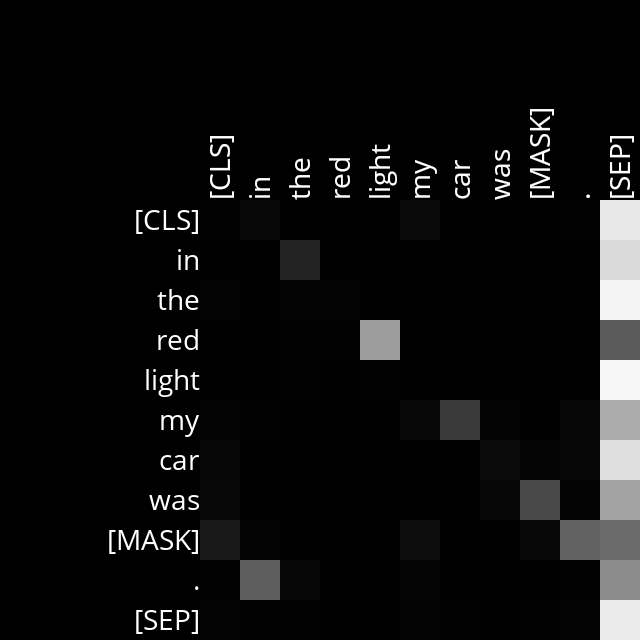 [CLS] in the red light my car was [MASK] . [SEP]
[CLS]
in
the
red
light
my
car
was
[MASK]
.
[SEP]